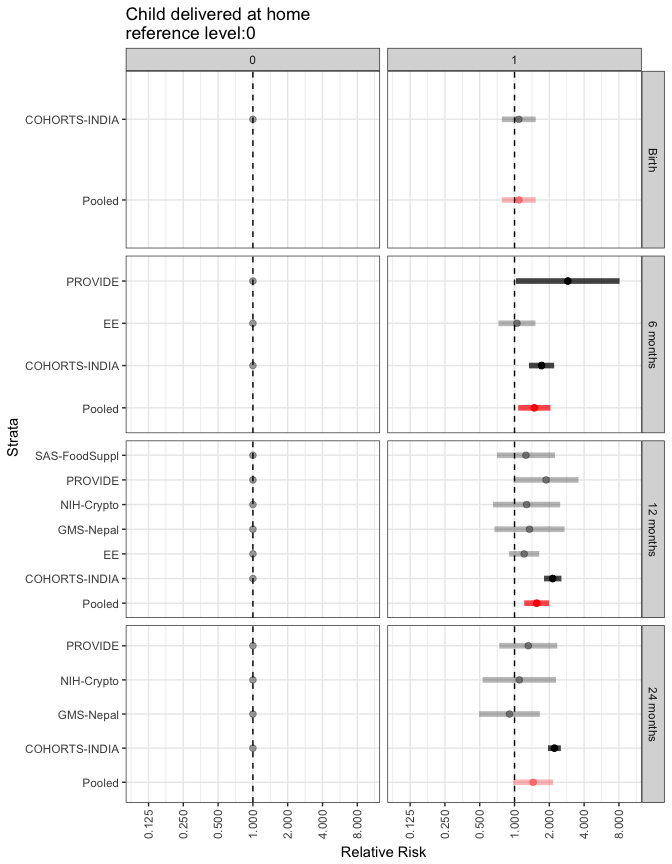 Child delivered at home
reference level:0
0
1
Strata
COHORTS-INDIA
Pooled
Birth
PROVIDE
EE
COHORTS-INDIA
Pooled
6 months
SAS-FoodSuppl
PROVIDE
NIH-Crypto
GMS-Nepal
EE
COHORTS-INDIA
Pooled
12 months
PROVIDE
NIH-Crypto
GMS-Nepal
COHORTS-INDIA
Pooled
24 months
0.125
0.250
0.500
1.000
2.000
4.000
8.000
0.125
0.250
0.500
1.000
2.000
4.000
8.000
Relative Risk